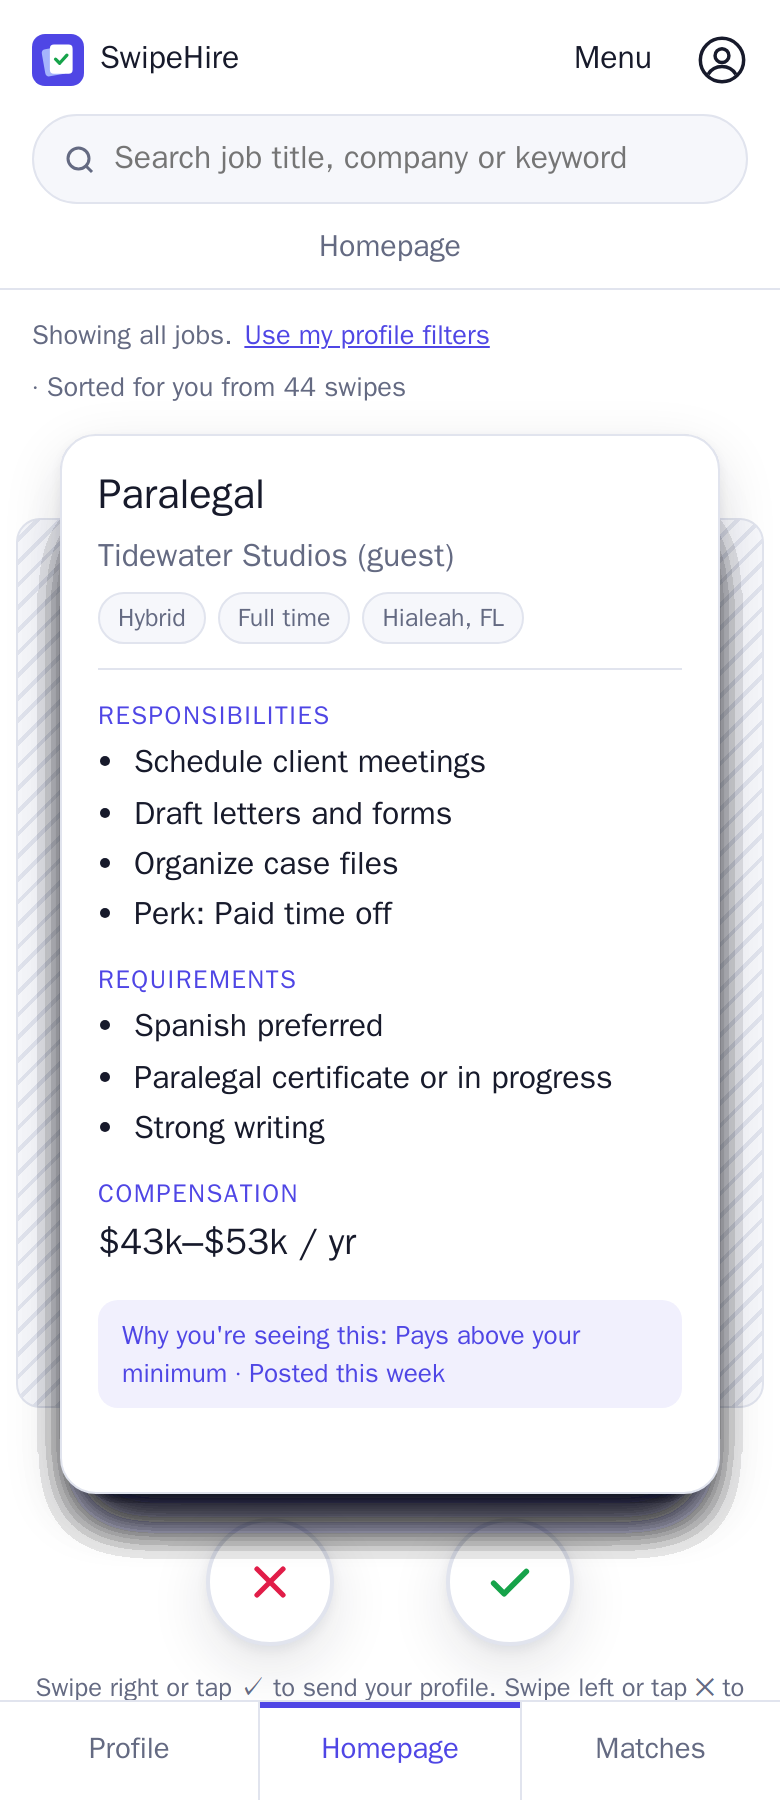 SwipeHire
Menu
Search job title, company or keyword
Homepage
Showing all jobs. Use my profile filters
· Sorted for you from 44 swipes
Paralegal
Tidewater Studios (guest)
Hybrid
Full time
Hialeah, FL
RESPONSIBILITIES
• Schedule client meetings
• Draft letters and forms
• Organize case files
• Perk: Paid time off
REQUIREMENTS
• Spanish preferred
• Paralegal certificate or in progress
• Strong writing
COMPENSATION
$43k–$53k / yr
Why you're seeing this: Pays above your
minimum · Posted this week
Swipe right or tap ✓ to send your profile. Swipe left or tap ✕ to
Profile
Homepage
Matches